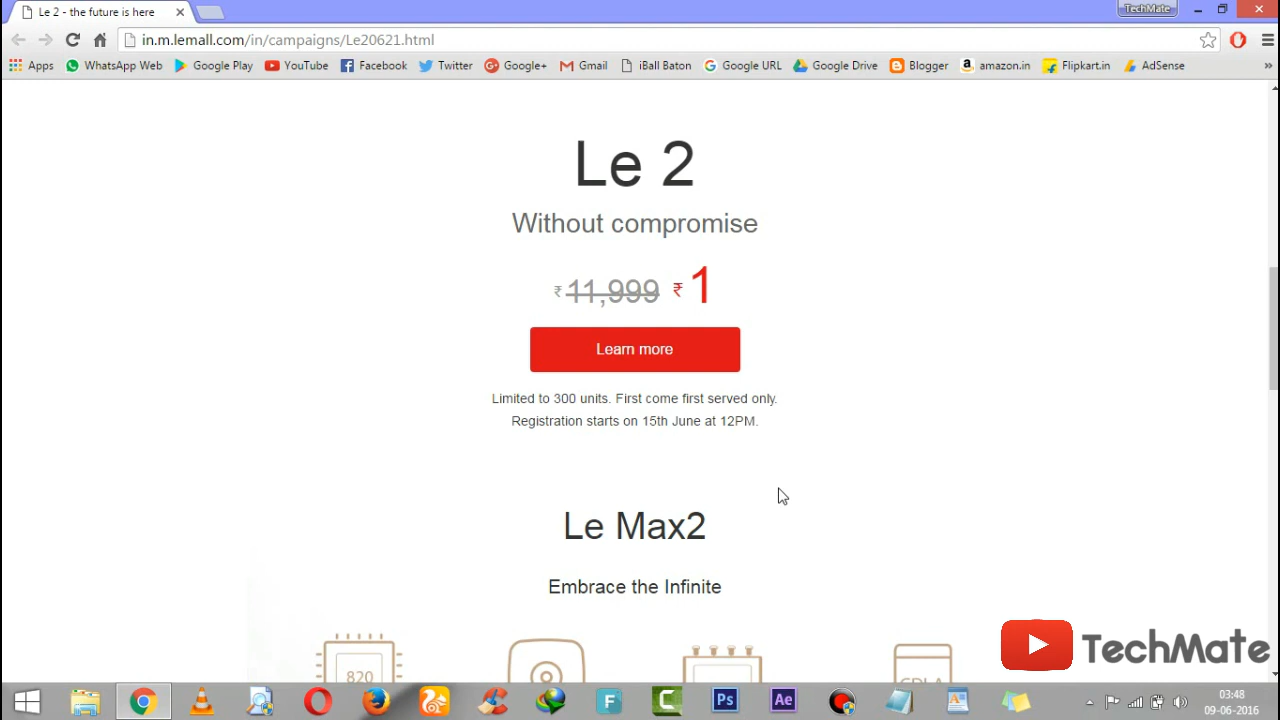 Le 2 - the future is here
TechMate
in.m.lemall.com/in/campaigns/Le20621.html
Apps WhatsApp Web Google Play YouTube Facebook Twitter Google+ Gmail iBall Baton Google URL Google Drive Blogger amazon.in Flipkart.in AdSense »
Le 2
Without compromise
₹ 11,999 ₹ 1
Learn more
Limited to 300 units. First come first served only.
Registration starts on 15th June at 12PM.
Le Max2
Embrace the Infinite
820
CDLA
TechMate
F
Ps
Ae
03:48
09-06-2016